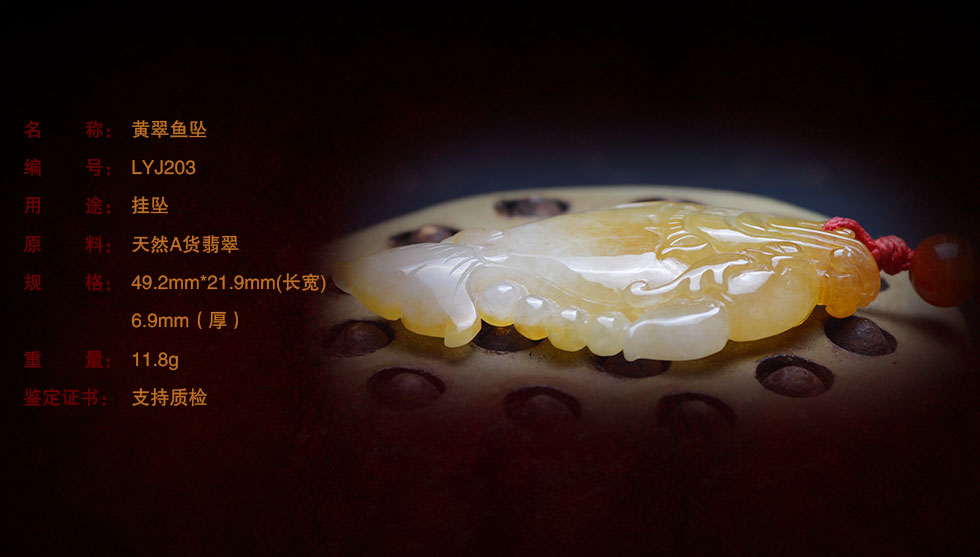 名 称： 黄翠鱼坠
编 号： LYJ203
用 途： 挂坠
原 料： 天然A货翡翠
规 格： 49.2mm*21.9mm(长宽)
6.9mm（厚）
重 量： 11.8g
鉴定证书： 支持质检